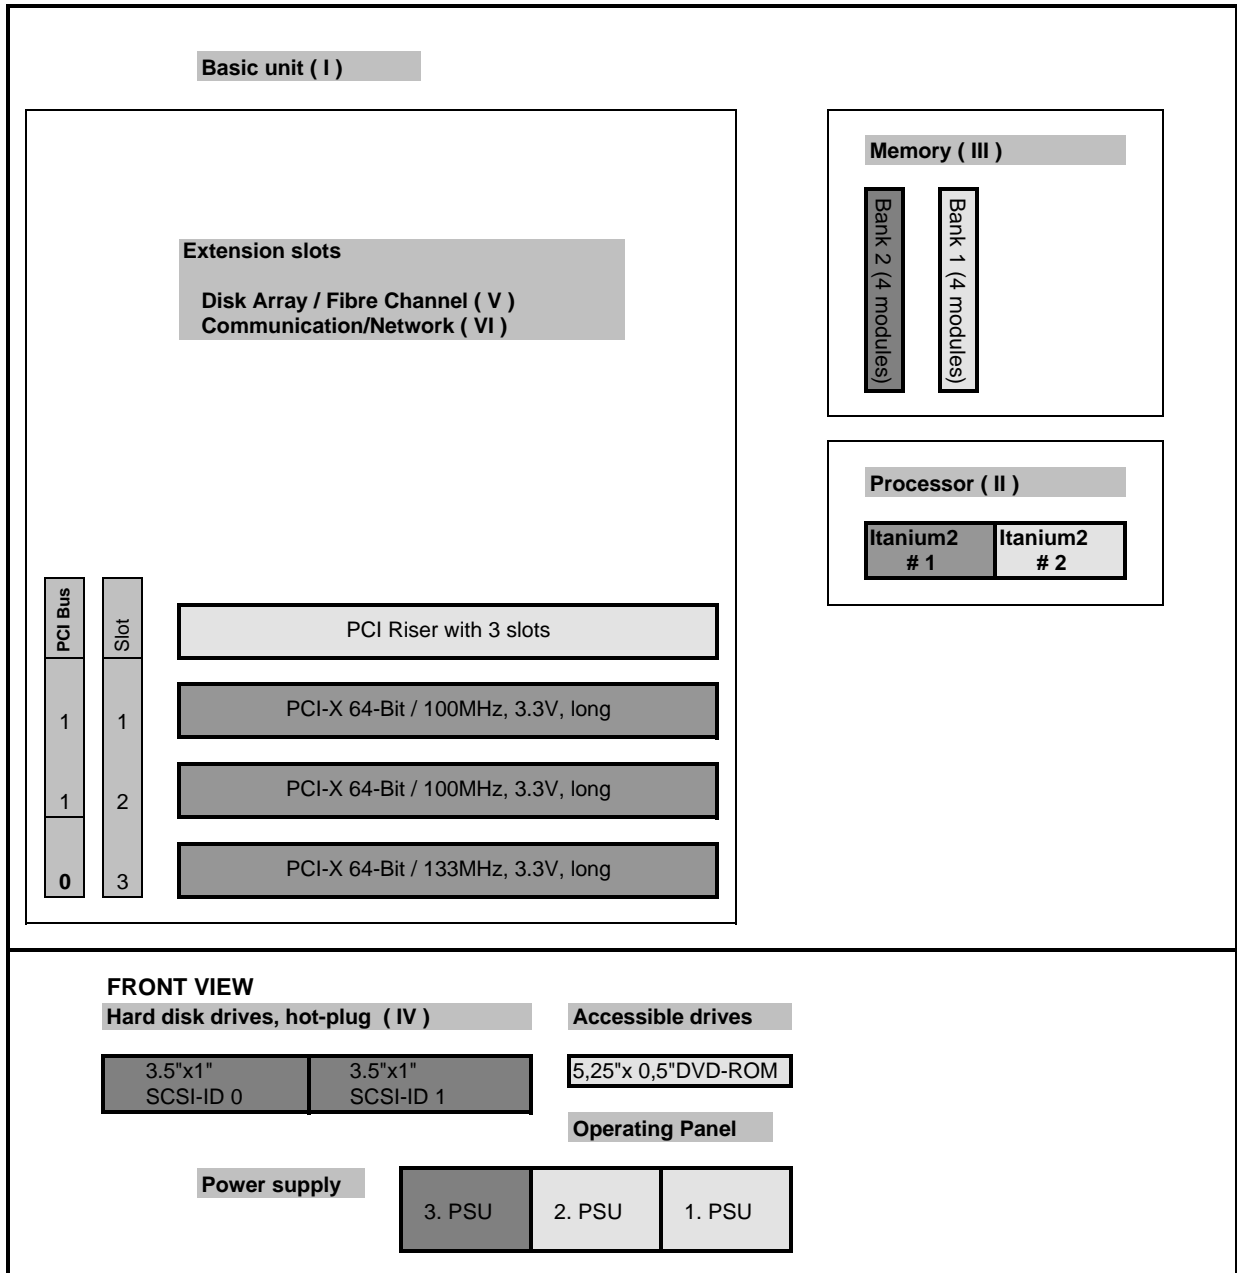 Basic unit ( I )
Extension slots
Disk Array / Fibre Channel ( V )
Communication/Network ( VI )
PCI Bus
Slot
PCI Riser with 3 slots
1
1
PCI-X 64-Bit / 100MHz, 3.3V, long
1
2
PCI-X 64-Bit / 100MHz, 3.3V, long
0
3
PCI-X 64-Bit / 133MHz, 3.3V, long
Memory ( III )
Bank 2 (4 modules)
Bank 1 (4 modules)
Processor ( II )
Itanium2
# 1
Itanium2
# 2
FRONT VIEW
Hard disk drives, hot-plug ( IV )
3.5"x1"
SCSI-ID 0
3.5"x1"
SCSI-ID 1
Accessible drives
5,25"x 0,5"DVD-ROM
Operating Panel
Power supply
3. PSU
2. PSU
1. PSU